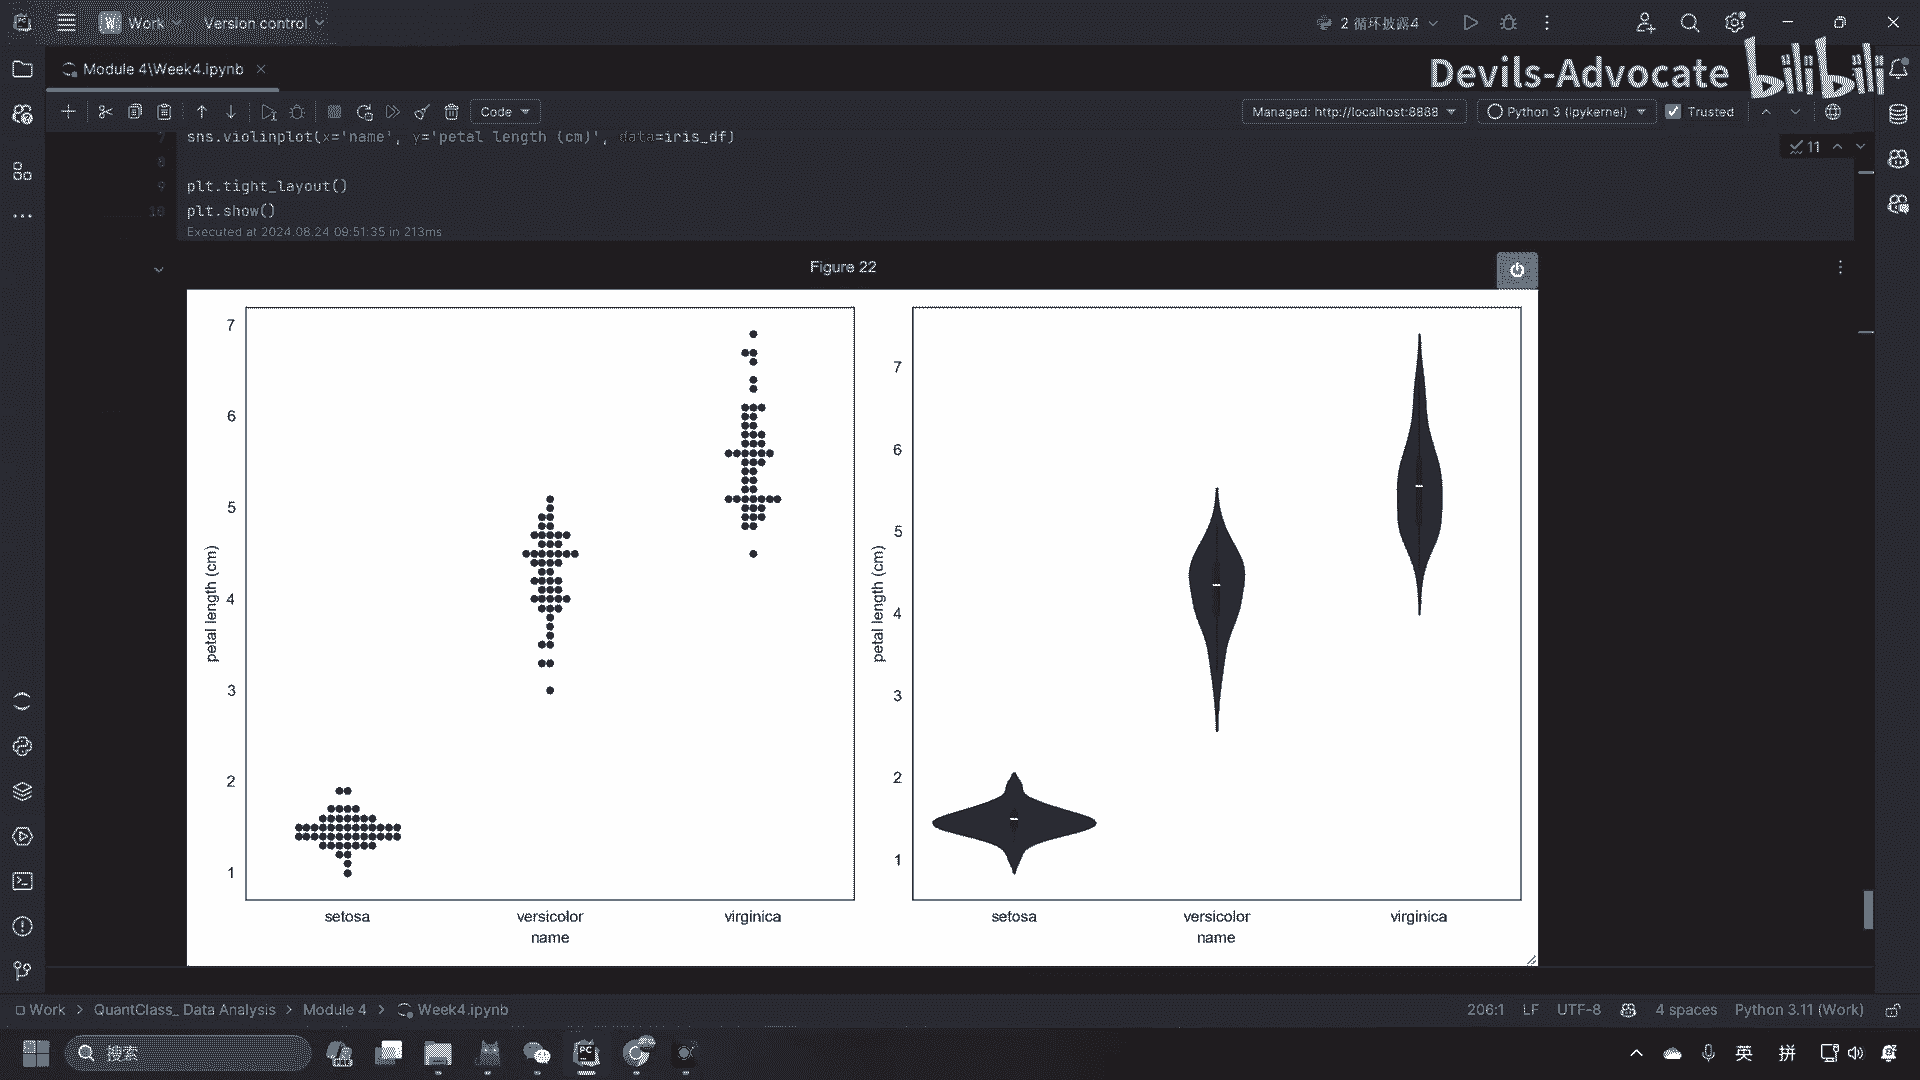 Work
Version control
2 循环披露4
Module 4\Week4.ipynb
Devils-Advocate
bilibili
Code
Managed: http://localhost:8888
Python 3 (ipykernel)
Trusted
7 sns.violinplot(x='name', y='petal length (cm)', data=iris_df)
11
8
9 plt.tight_layout()
10 plt.show()
Executed at 2024.08.24 09:51:35 in 213ms
Figure 22
7
6
5
4
3
2
1
petal length (cm)
setosa versicolor virginica
name
7
6
5
4
3
2
1
petal length (cm)
setosa versicolor virginica
name
Work > QuantClass_ Data Analysis > Module 4 > Week4.ipynb
206:1 LF UTF-8 4 spaces Python 3.11 (Work)
搜索
英 拼